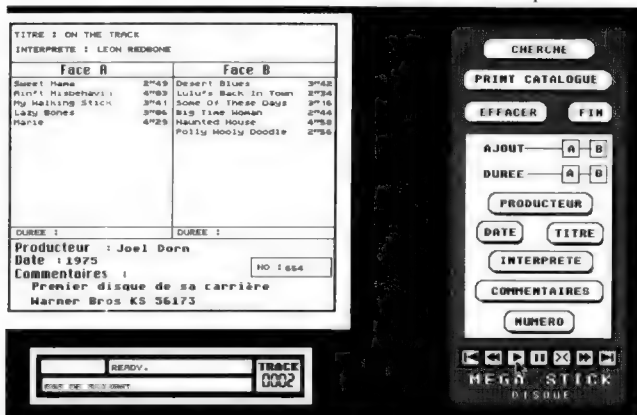 TITRE : ON THE TRACK
INTERPRETE : LEON REDBONE
Face A
Face B
Sweet Mama 2"49
Ain't Misbehavin 4"03
My Walking Stick 3"41
Lazy Bones 3"06
Marie 4"29
Desert Blues 3"42
Lulu's Back In Town 2"34
Some Of These Days 3"16
Big Time Woman 2"44
Haunted House 4"58
Polly Wooly Doodle 2"56
DUREE :
DUREE :
Producteur : Joel Dorn
Date : 1975
Commentaires :
NO : 654
Premier disque de sa carrière
Warner Bros KS 56173
READY.
TRACK
0002
CHERCHE
PRINT CATALOGUE
EFFACER
FIN
AJOUT A B
DUREE A B
PRODUCTEUR
DATE
TITRE
INTERPRETE
COMMENTAIRES
NUMERO
MEGA STICK
DISQUE